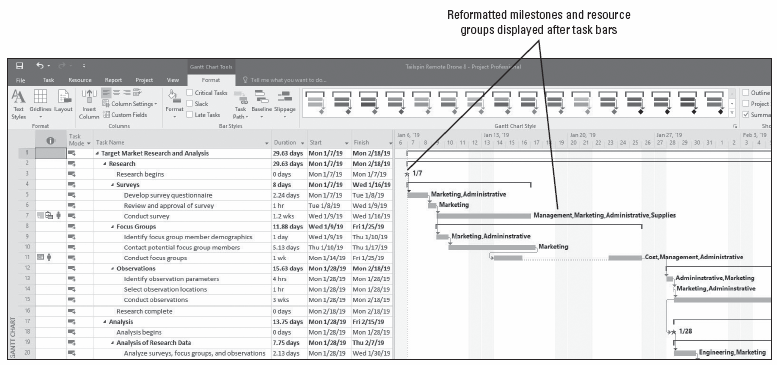 Reformatted milestones and resource
groups displayed after task bars
Gantt Chart Tools
Tailspin Remote Drone 8 - Project Professional
File Task Resource Report Project View Format Tell me what you want to do...
Text Styles Gridlines Layout Insert Column Column Settings Custom Fields Format Critical Tasks Slack Late Tasks Task Path Baseline Slippage Outline Project Summary
Format Columns Bar Styles Gantt Chart Style
Task Mode Task Name Duration Start Finish Jan 6, '19 Jan 13, '19 Jan 20, '19 Jan 27, '19 Feb 3, '19
6 7 8 9 10 11 12 13 14 15 16 17 18 19 20 21 22 23 24 25 26 27 28 29 30 31 1 2 3 4
1 Target Market Research and Analysis 29.63 days Mon 1/7/19 Mon 2/18/19
2 Research 29.63 days Mon 1/7/19 Mon 2/18/19
3 Research begins 0 days Mon 1/7/19 Mon 1/7/19 1/7
4 Surveys 8 days Mon 1/7/19 Wed 1/16/19
5 Develop survey questionnaire 2.24 days Mon 1/7/19 Tue 1/8/19 Marketing,Administrative
6 Review and approval of survey 1 hr Tue 1/8/19 Wed 1/9/19 Marketing
7 Conduct survey 1.2 wks Wed 1/9/19 Wed 1/16/19 Management,Marketing,Administrative,Supplies
8 Focus Groups 11.88 days Wed 1/9/19 Fri 1/25/19
9 Identify focus group member demographics 1 day Wed 1/9/19 Thu 1/10/19 Marketing,Administrative
10 Contact potential focus group members 5.13 days Thu 1/10/19 Thu 1/17/19 Marketing
11 Conduct focus groups 1 wk Mon 1/14/19 Fri 1/25/19 Cost,Management,Administrative
12 Observations 15.63 days Mon 1/28/19 Mon 2/18/19
13 Identify observation parameters 4 hrs Mon 1/28/19 Mon 1/28/19 Administrative,Marketing
14 Select observation locations 1 hr Mon 1/28/19 Mon 1/28/19 Marketing,Administrative
15 Conduct observations 3 wks Mon 1/28/19 Mon 2/18/19 Marketing,Administrative
16 Research complete 0 days Mon 1/28/19 Mon 1/28/19
17 Analysis 13.75 days Mon 1/28/19 Fri 2/15/19
18 Analysis begins 0 days Mon 1/28/19 Mon 1/28/19 1/28
19 Analysis of Research Data 7.75 days Mon 1/28/19 Thu 2/7/19
20 Analyze surveys, focus groups, and observations 2.13 days Mon 1/28/19 Wed 1/30/19 Engineering,Marketing
GANTT CHART